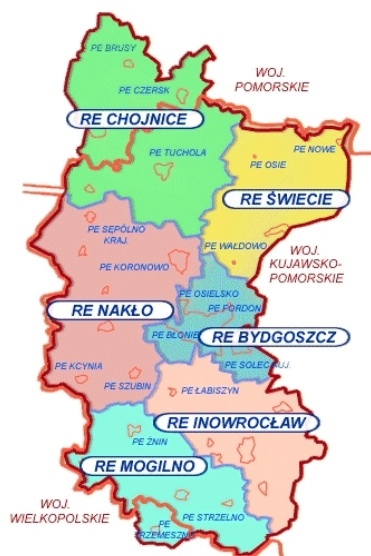 PE BRUSY
WOJ.
POMORSKIE
PE CZERSK
RE CHOJNICE
PE NOWE
PE TUCHOLA
PE OSIE
RE ŚWIECIE
PE SĘPÓLNO
KRAJ.
PE WAŁDOWO
WOJ.
KUJAWSKO-
POMORSKIE
PE KORONOWO
PE OSIELSKO
RE NAKŁO
PE FORDON
PE BŁONIE
RE BYDGOSZCZ
PE KCYNIA
PE SOLEC KUJ.
PE SZUBIN
PE ŁABISZYN
RE INOWROCŁAW
PE ŻNIN
RE MOGILNO
WOJ.
WIELKOPOLSKIE
PE STRZELNO
PE
TRZEMESZNO